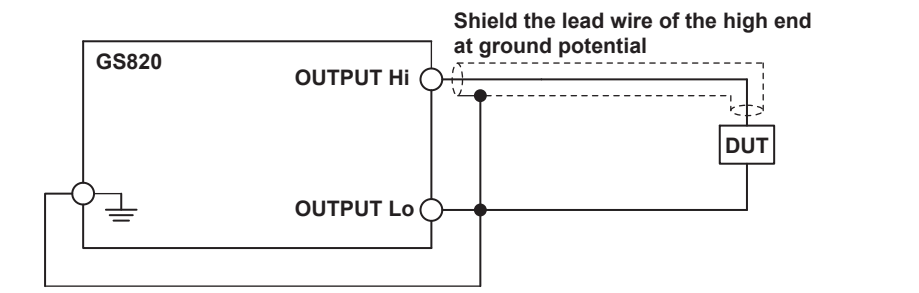 Shield the lead wire of the high end
at ground potential
GS820
OUTPUT Hi
DUT
OUTPUT Lo